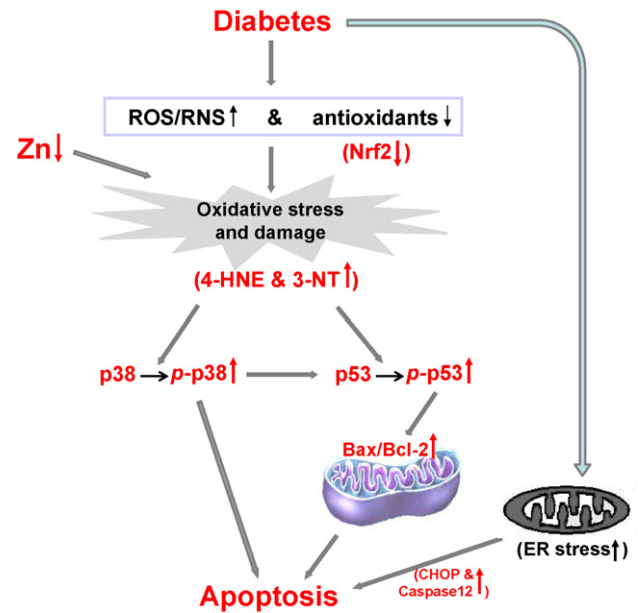 Diabetes
ROS/RNS↑ & antioxidants↓
(Nrf2↓)
Zn↓
Oxidative stress
and damage
(4-HNE & 3-NT↑)
p38→p-p38↑ p53→p-p53↑
Bax/Bcl-2↑
(ER stress↑)
(CHOP &
Caspase12↑)
Apoptosis